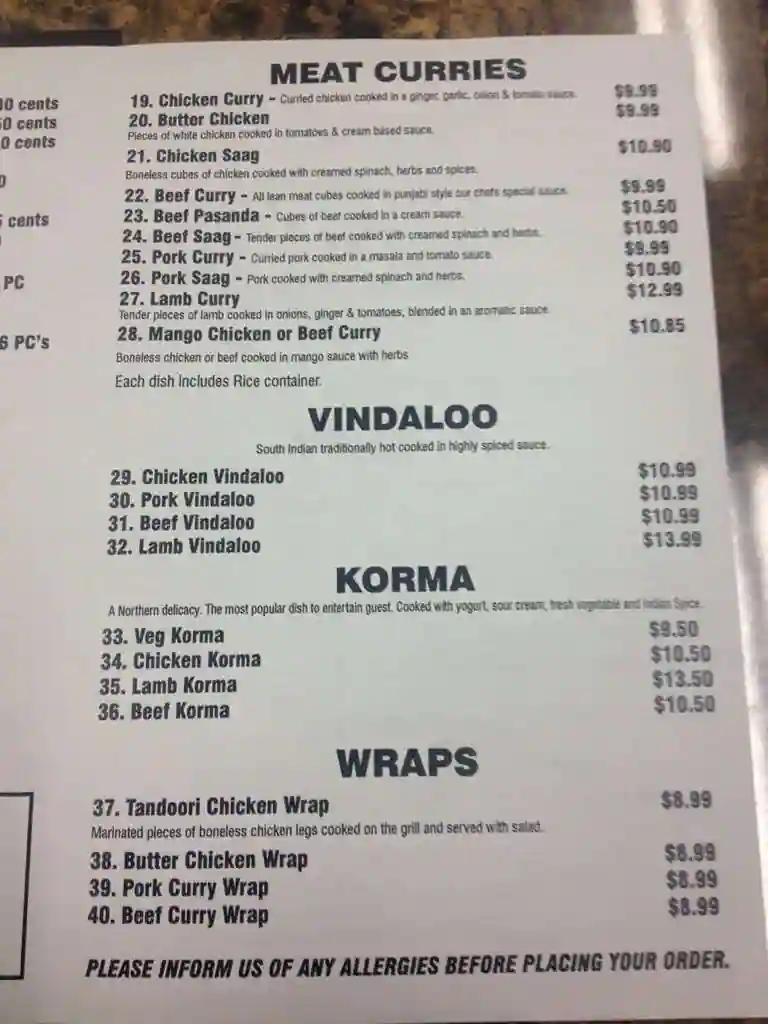 10 cents
50 cents
0 cents
cents
PC
6 PC's
MEAT CURRIES
19. Chicken Curry - Curried chicken cooked in a ginger, garlic, onion & tomato sauce. $9.99
20. Butter Chicken $9.99
Pieces of white chicken cooked in tomatoes & cream based sauce.
21. Chicken Saag $10.90
Boneless cubes of chicken cooked with creamed spinach, herbs and spices.
22. Beef Curry - All lean meat cubes cooked in punjabi style our chefs special sauce. $9.99
23. Beef Pasanda - Cubes of beef cooked in a cream sauce. $10.50
24. Beef Saag - Tender pieces of beef cooked with creamed spinach and herbs. $10.90
25. Pork Curry - Curried pork cooked in a masala and tomato sauce. $9.99
26. Pork Saag - Pork cooked with creamed spinach and herbs. $10.90
27. Lamb Curry $12.99
Tender pieces of lamb cooked in onions, ginger & tomatoes, blended in an aromatic sauce
28. Mango Chicken or Beef Curry $10.85
Boneless chicken or beef cooked in mango sauce with herbs
Each dish includes Rice container.
VINDALOO
South Indian traditionally hot cooked in highly spiced sauce.
29. Chicken Vindaloo $10.99
30. Pork Vindaloo $10.99
31. Beef Vindaloo $10.99
32. Lamb Vindaloo $13.99
KORMA
A Northern delicacy. The most popular dish to entertain guest. Cooked with yogurt, sour cream, fresh vegetable and Indian Spice.
33. Veg Korma $9.50
34. Chicken Korma $10.50
35. Lamb Korma $13.50
36. Beef Korma $10.50
WRAPS
37. Tandoori Chicken Wrap $8.99
Marinated pieces of boneless chicken legs cooked on the grill and served with salad.
38. Butter Chicken Wrap $8.99
39. Pork Curry Wrap $8.99
40. Beef Curry Wrap $8.99
PLEASE INFORM US OF ANY ALLERGIES BEFORE PLACING YOUR ORDER.